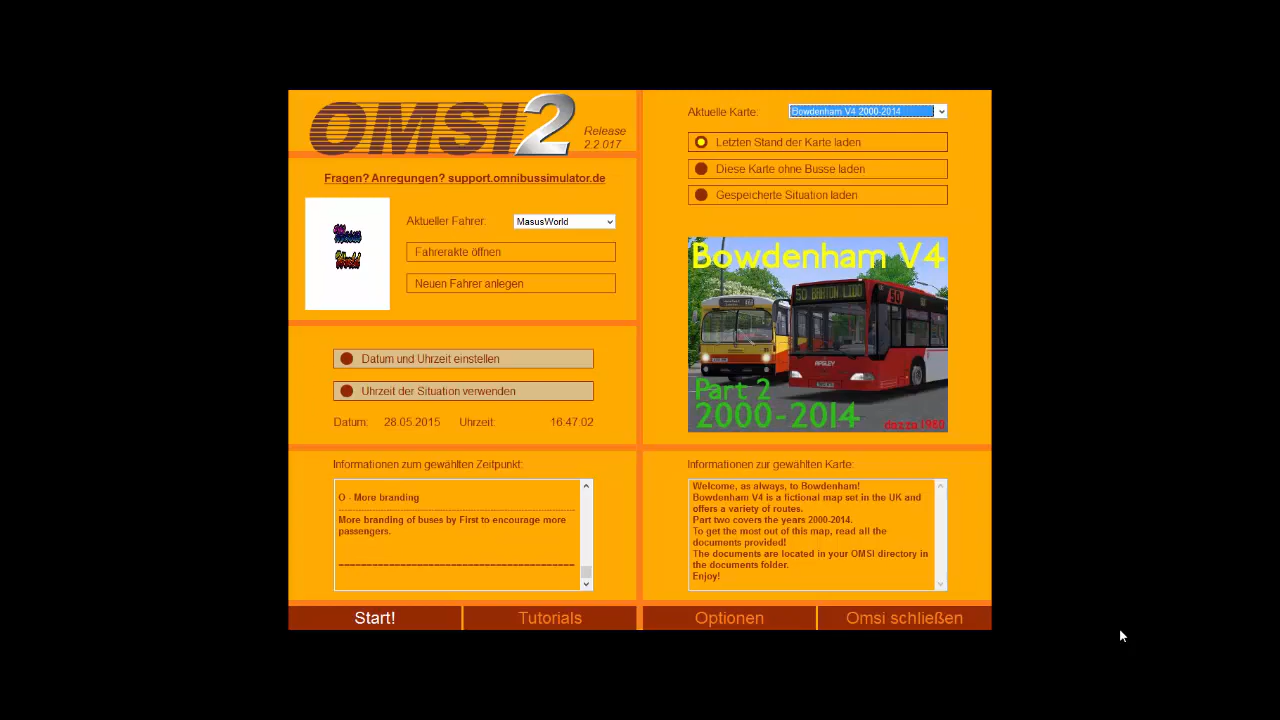 OMSI 2
Release
2.2 017
Fragen? Anregungen? support.omnibussimulator.de
Aktueller Fahrer:
MasusWorld
Fahrerakte öffnen
Neuen Fahrer anlegen
Datum und Uhrzeit einstellen
Uhrzeit der Situation verwenden
Datum: 28.05.2015 Uhrzeit: 16:47:02
Informationen zum gewählten Zeitpunkt:
O - More branding
More branding of buses by First to encourage more
passengers.
Start!
Tutorials
Aktuelle Karte:
Bowdenham V4 2000-2014
Letzten Stand der Karte laden
Diese Karte ohne Busse laden
Gespeicherte Situation laden
Bowdenham V4
50 BARTON LIDO
50
Part 2
2000-2014
dazza1980
Informationen zur gewählten Karte:
Welcome, as always, to Bowdenham!
Bowdenham V4 is a fictional map set in the UK and
offers a variety of routes.
Part two covers the years 2000-2014.
To get the most out of this map, read all the
documents provided!
The documents are located in your OMSI directory in
the documents folder.
Enjoy!
Optionen
Omsi schließen